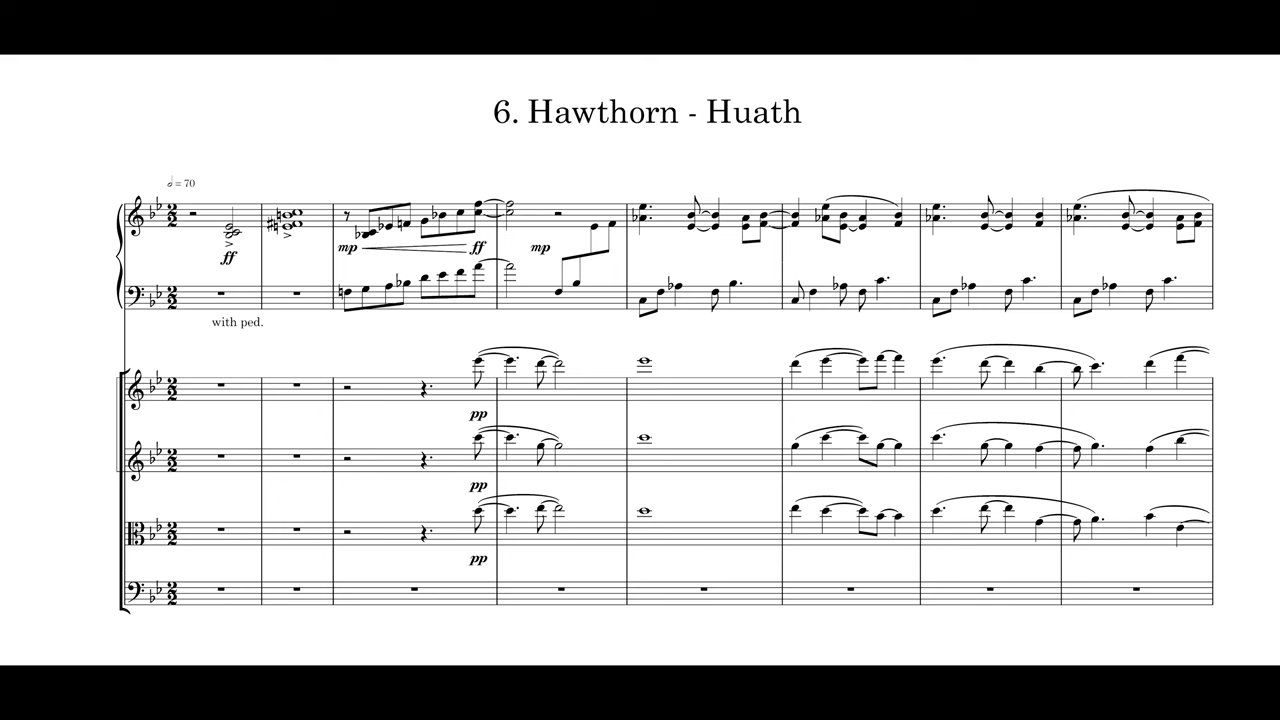 6. Hawthorn - Huath
𝅗𝅥 = 70
ff
mp ff mp
with ped.
pp
pp
pp